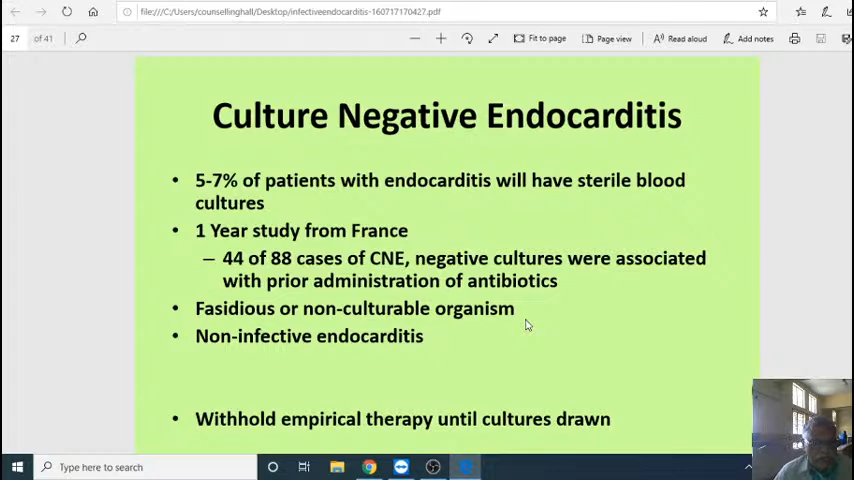 file:///C:/Users/counsellinghall/Desktop/infectiveendocarditis-160717170427.pdf
27 of 41
Fit to page
Page view
Read aloud
Add notes
Culture Negative Endocarditis
• 5-7% of patients with endocarditis will have sterile blood
cultures
• 1 Year study from France
– 44 of 88 cases of CNE, negative cultures were associated
with prior administration of antibiotics
• Fasidious or non-culturable organism
• Non-infective endocarditis
• Withhold empirical therapy until cultures drawn
Type here to search